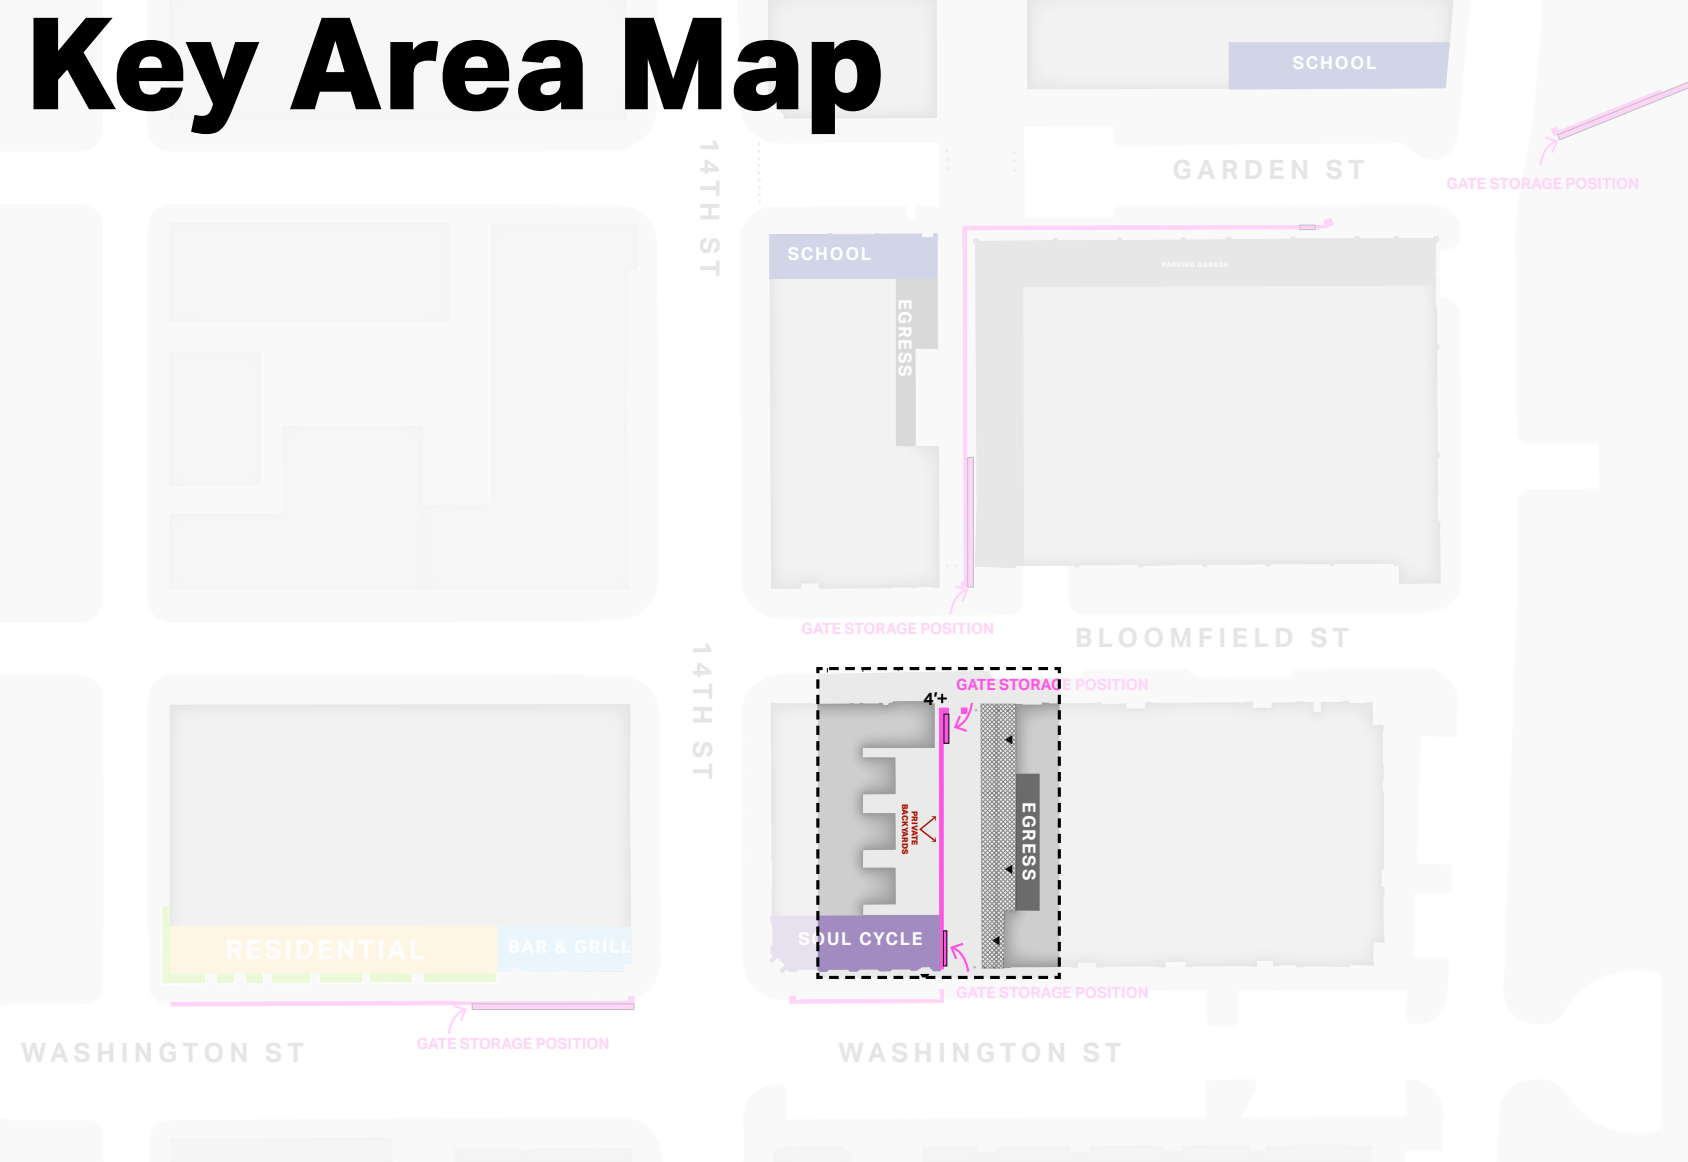 Key Area Map
SCHOOL
14TH ST
GARDEN ST
GATE STORAGE POSITION
SCHOOL
EGRESS
PARKING GARAGE
GATE STORAGE POSITION
BLOOMFIELD ST
14TH ST
GATE STORAGE POSITION
4'+
PRIVATE
BACKYARDS
EGRESS
SOUL CYCLE
RESIDENTIAL
BAR & GRILL
GATE STORAGE POSITION
GATE STORAGE POSITION
WASHINGTON ST
WASHINGTON ST